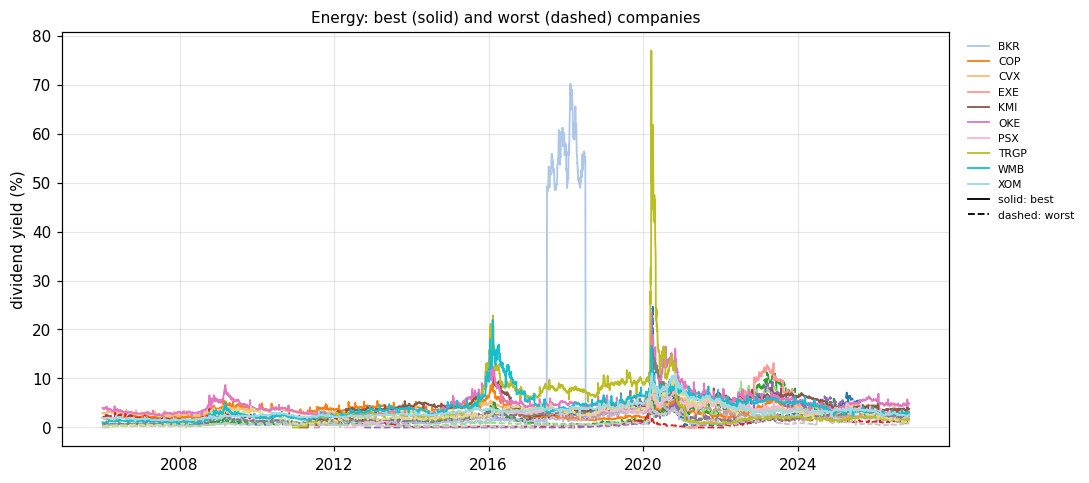 Energy: best (solid) and worst (dashed) companies
dividend yield (%)
80
70
60
50
40
30
20
10
0
2008
2012
2016
2020
2024
BKR
COP
CVX
EXE
KMI
OKE
PSX
TRGP
WMB
XOM
solid: best
dashed: worst